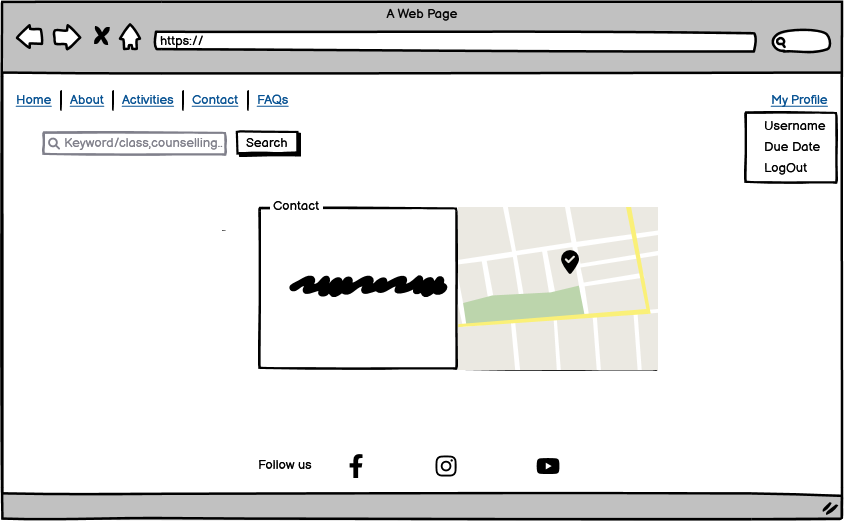 A Web Page
https://
Home About Activities Contact FAQs My Profile
Username
Due Date
LogOut
Keyword/class,counselling.. Search
Contact
Follow us